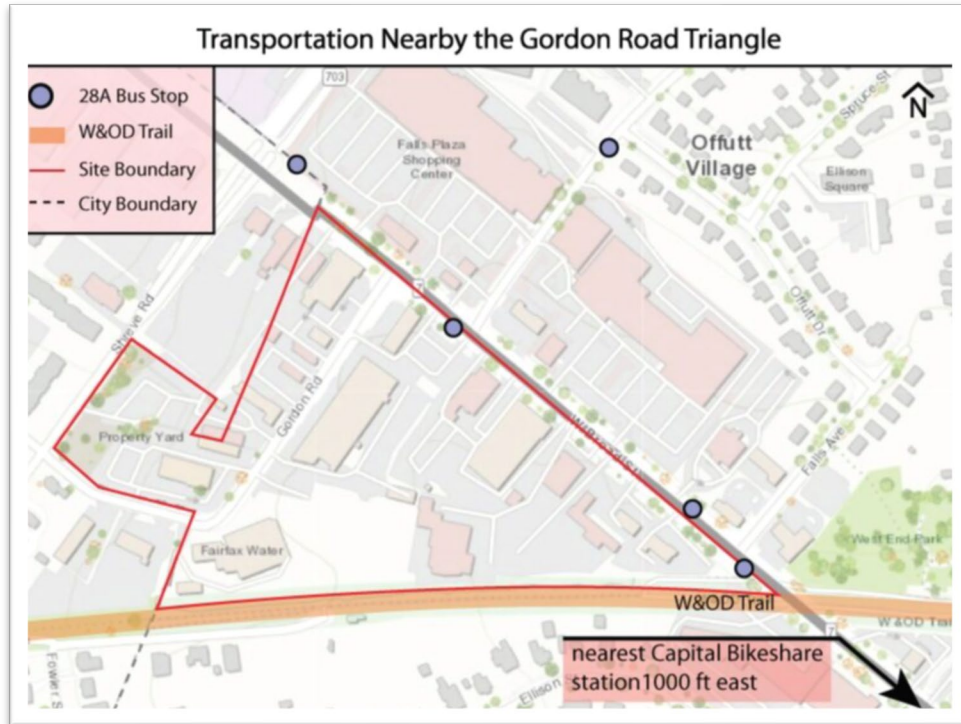 Transportation Nearby the Gordon Road Triangle
28A Bus Stop
W&OD Trail
Site Boundary
City Boundary
703
N
Falls Plaza
Shopping
Center
Offutt
Village
Spruce St
Ellison
Square
Offutt Dr
Shreve Rd
Gordon Rd
Property Yard
Falls Ave
Fairfax Water
West End Park
W&OD Trail
7
nearest Capital Bikeshare
station1000 ft east
Ellison
Fowler S